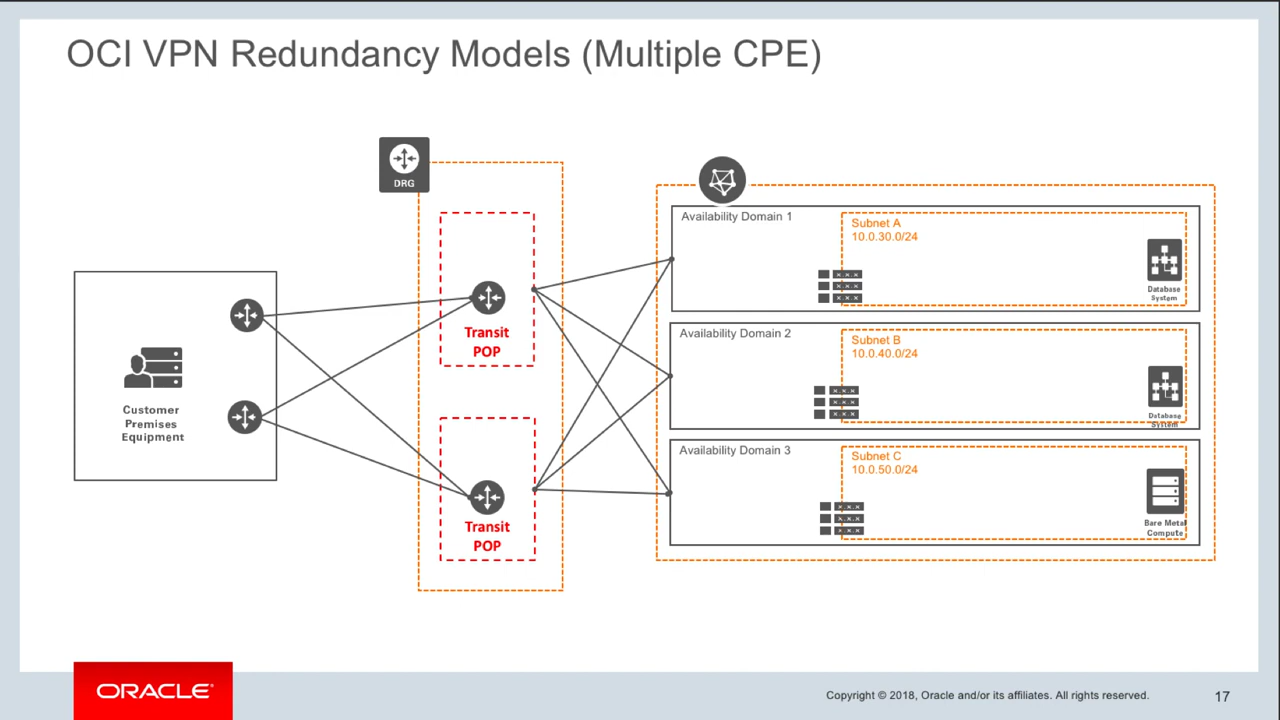 OCI VPN Redundancy Models (Multiple CPE)
DRG
Transit
POP
Transit
POP
Customer
Premises
Equipment
Availability Domain 1
Subnet A
10.0.30.0/24
Database
System
Availability Domain 2
Subnet B
10.0.40.0/24
Database
System
Availability Domain 3
Subnet C
10.0.50.0/24
Bare Metal
Compute
ORACLE®
Copyright © 2018, Oracle and/or its affiliates. All rights reserved.
17